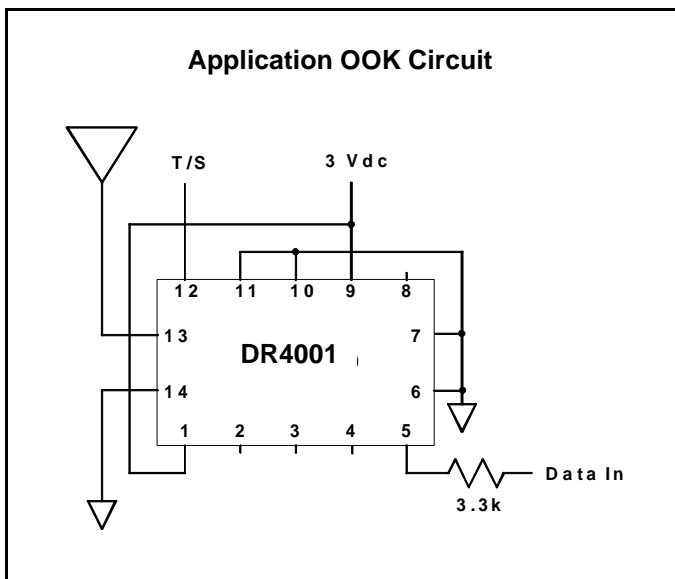 Application OOK Circuit
T/S
3 Vdc
12 11 10 9 8
13
7
DR4001
14
6
1 2 3 4 5
Data In
3.3k